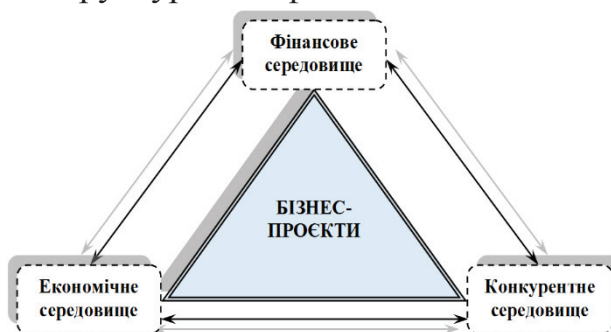 Фінансове
середовище
БІЗНЕС-
ПРОЄКТИ
Економічне
середовище
Конкурентне
середовище